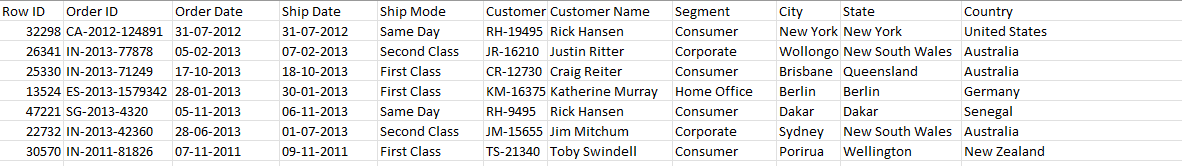 Row ID Order ID Order Date Ship Date Ship Mode Customer Customer Name Segment City State Country
32298 CA-2012-124891 31-07-2012 31-07-2012 Same Day RH-19495 Rick Hansen Consumer New York New York United States
26341 IN-2013-77878 05-02-2013 07-02-2013 Second Class JR-16210 Justin Ritter Corporate Wollongo New South Wales Australia
25330 IN-2013-71249 17-10-2013 18-10-2013 First Class CR-12730 Craig Reiter Consumer Brisbane Queensland Australia
13524 ES-2013-1579342 28-01-2013 30-01-2013 First Class KM-16375 Katherine Murray Home Office Berlin Berlin Germany
47221 SG-2013-4320 05-11-2013 06-11-2013 Same Day RH-9495 Rick Hansen Consumer Dakar Dakar Senegal
22732 IN-2013-42360 28-06-2013 01-07-2013 Second Class JM-15655 Jim Mitchum Corporate Sydney New South Wales Australia
30570 IN-2011-81826 07-11-2011 09-11-2011 First Class TS-21340 Toby Swindell Consumer Porirua Wellington New Zealand